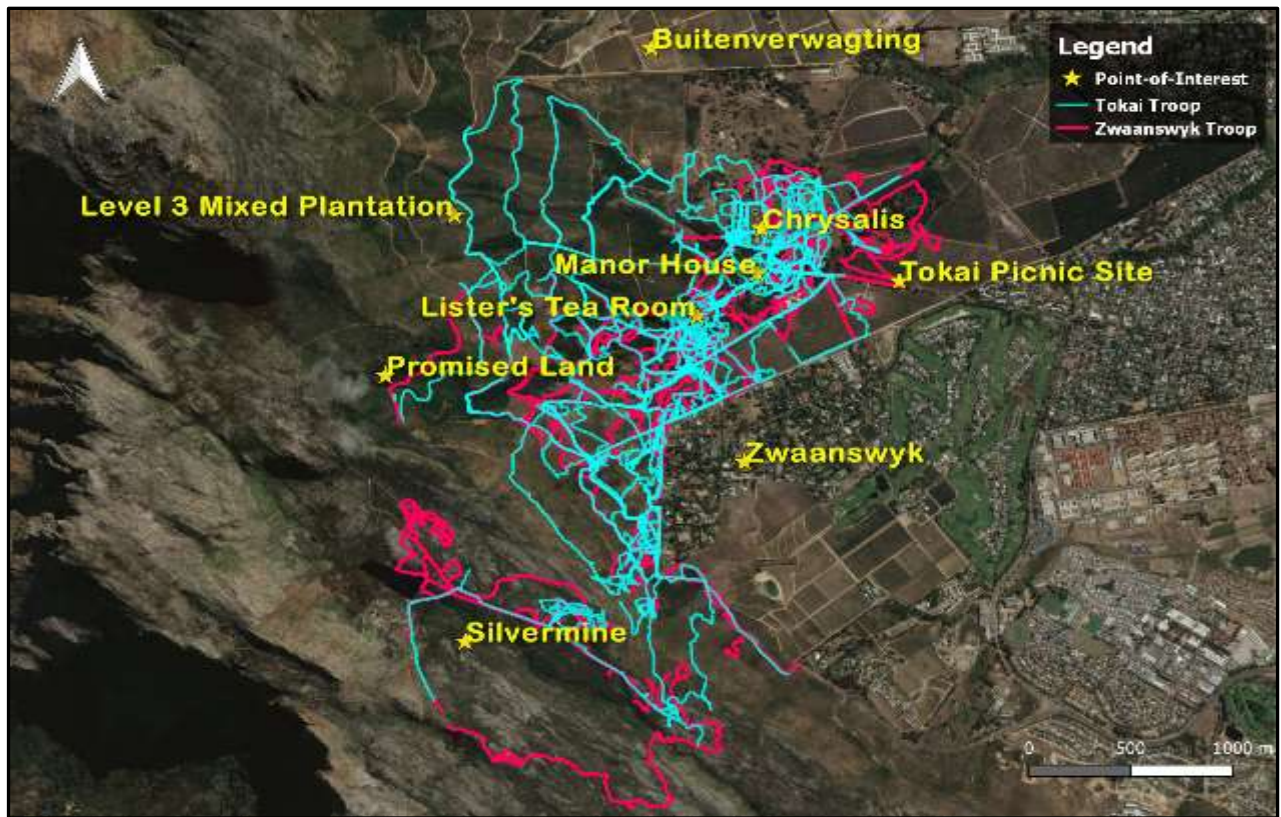 Buitenverwagting
Legend
Point-of-Interest
Tokai Troop
Zwaanswyk Troop
Level 3 Mixed Plantation
Chrysalis
Manor House
Tokai Picnic Site
Lister's Tea Room
Promised Land
Zwaanswyk
Silvermine
0 500 1000 m